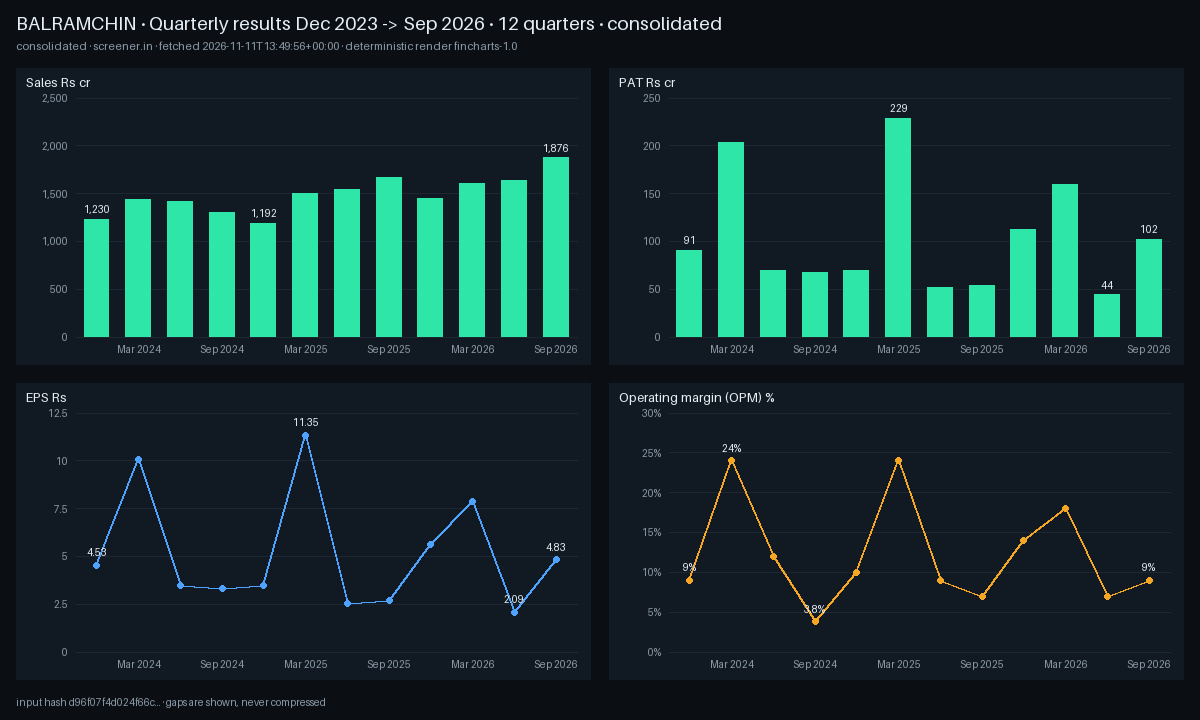 BALRAMCHIN · Quarterly results Dec 2023 -> Sep 2026 · 12 quarters · consolidated
consolidated · screener.in · fetched 2026-11-11T13:49:56+00:00 · deterministic render fincharts-1.0
Sales Rs cr
2,500
2,000
1,500
1,000
500
0
1,230
1,192
1,876
Mar 2024
Sep 2024
Mar 2025
Sep 2025
Mar 2026
Sep 2026
PAT Rs cr
250
200
150
100
50
0
91
229
44
102
Mar 2024
Sep 2024
Mar 2025
Sep 2025
Mar 2026
Sep 2026
EPS Rs
12.5
10
7.5
5
2.5
0
4.53
11.35
2.09
4.83
Mar 2024
Sep 2024
Mar 2025
Sep 2025
Mar 2026
Sep 2026
Operating margin (OPM) %
30%
25%
20%
15%
10%
5%
0%
9%
24%
3.8%
9%
Mar 2024
Sep 2024
Mar 2025
Sep 2025
Mar 2026
Sep 2026
input hash d96f07f4d024f66c… · gaps are shown, never compressed